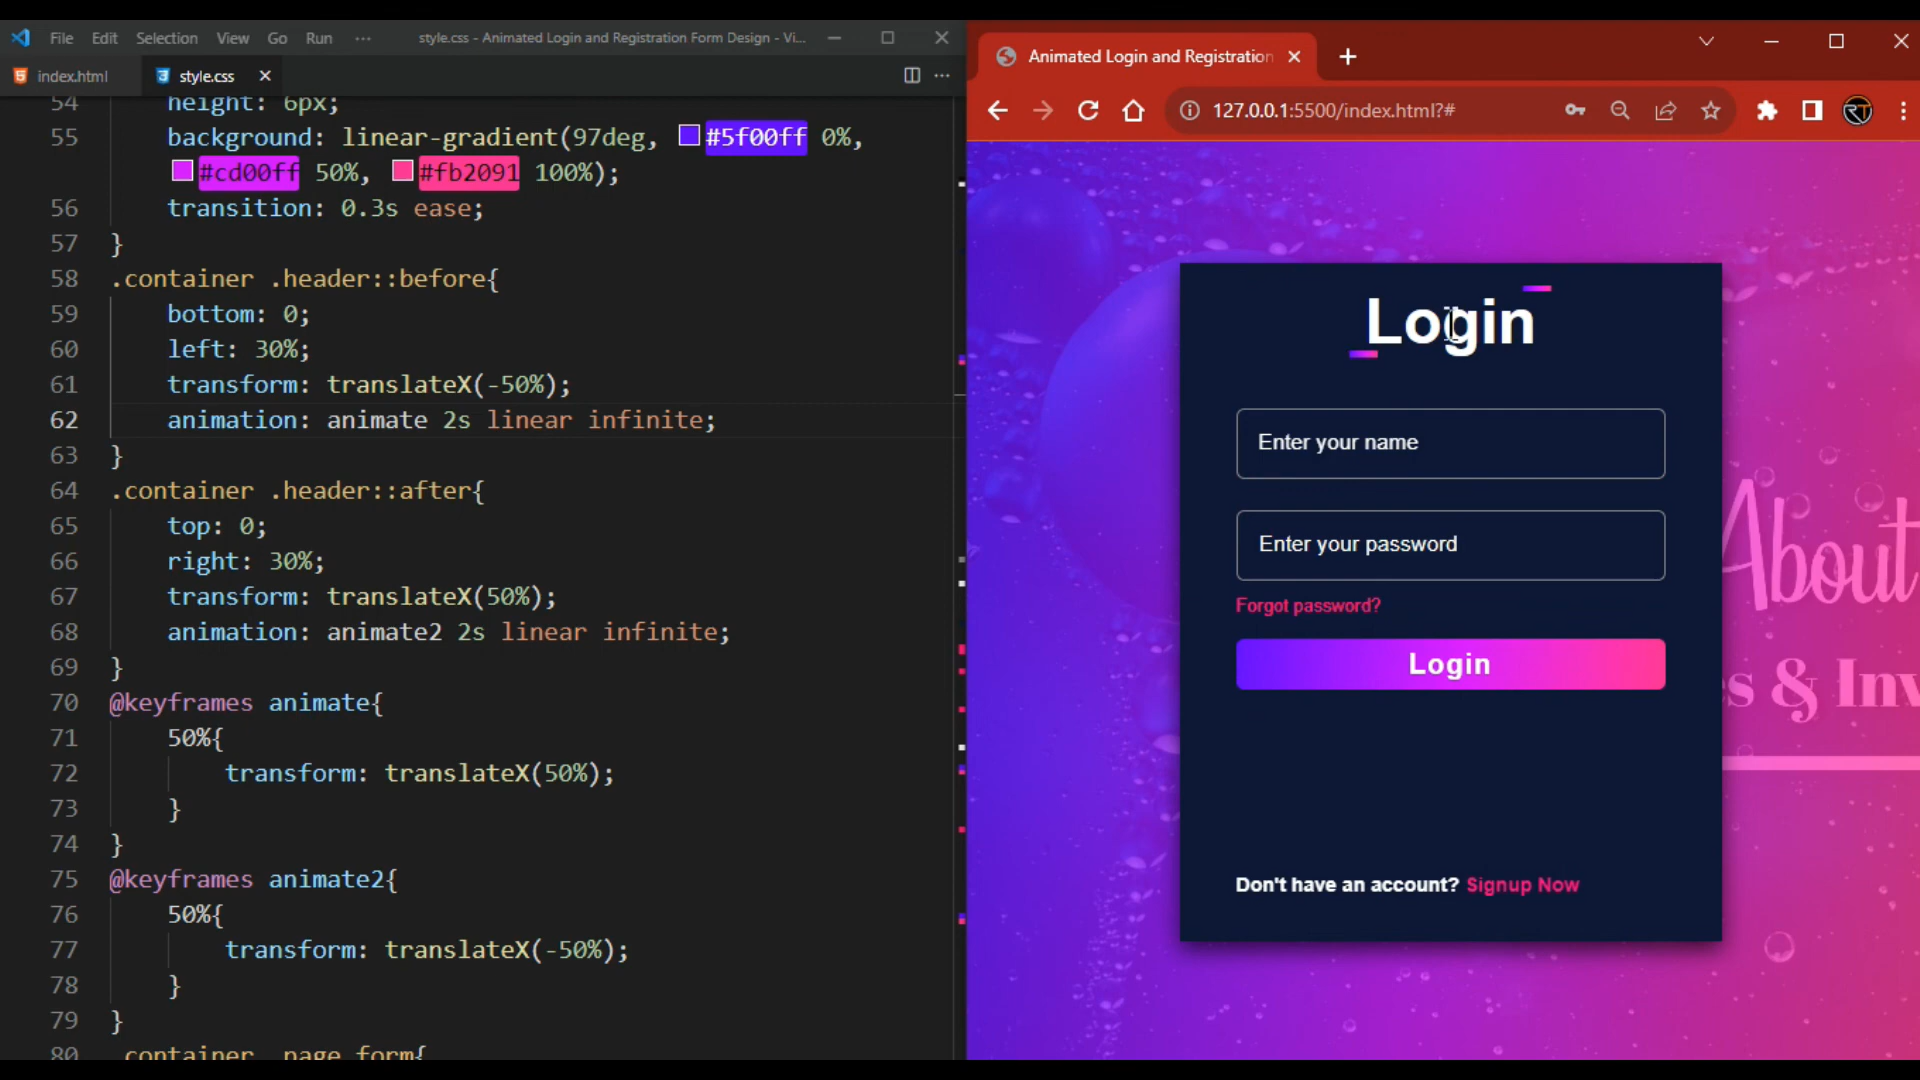 File Edit Selection View Go Run ···
style.css - Animated Login and Registration Form Design - Vi...
index.html
style.css
54 height: 6px;
55 background: linear-gradient(97deg, #5f00ff 0%,
#cd00ff 50%, #fb2091 100%);
56 transition: 0.3s ease;
57 }
58 .container .header::before{
59 bottom: 0;
60 left: 30%;
61 transform: translateX(-50%);
62 animation: animate 2s linear infinite;
63 }
64 .container .header::after{
65 top: 0;
66 right: 30%;
67 transform: translateX(50%);
68 animation: animate2 2s linear infinite;
69 }
70 @keyframes animate{
71 50%{
72 transform: translateX(50%);
73 }
74 }
75 @keyframes animate2{
76 50%{
77 transform: translateX(-50%);
78 }
79 }
80 .container .page_form{
Animated Login and Registration
127.0.0.1:5500/index.html?#
RT
Login
Enter your name
Enter your password
Forgot password?
Login
Don't have an account? Signup Now
About
s & Inv